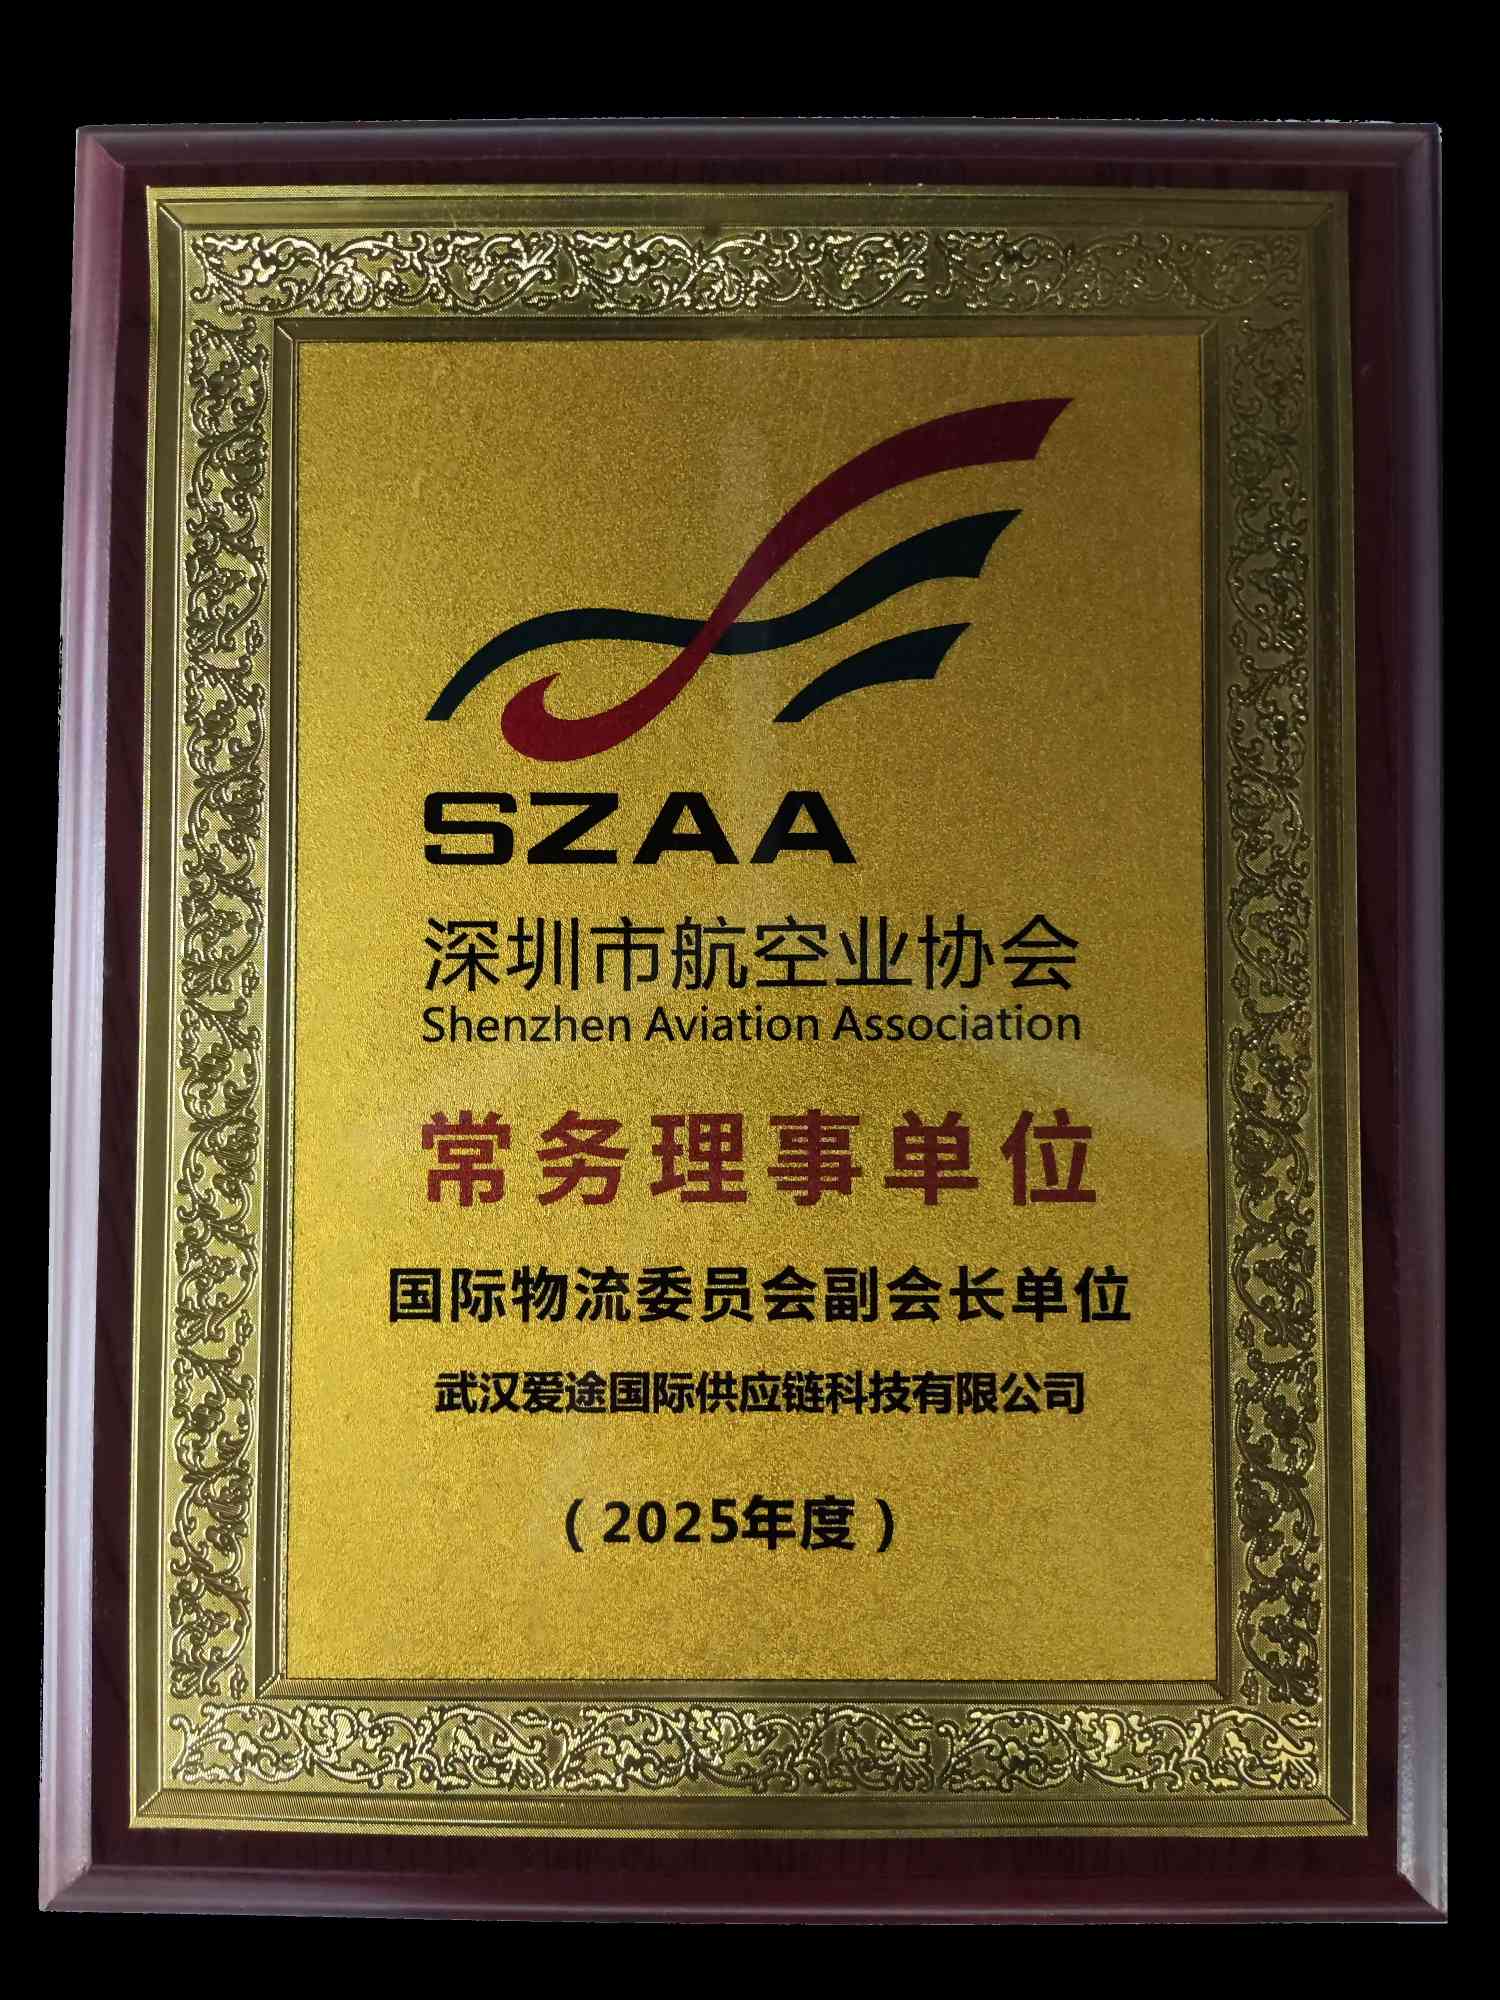 SZAA
深圳市航空业协会
Shenzhen Aviation Association
常务理事单位
国际物流委员会副会长单位
武汉爱途国际供应链科技有限公司
（2025年度）